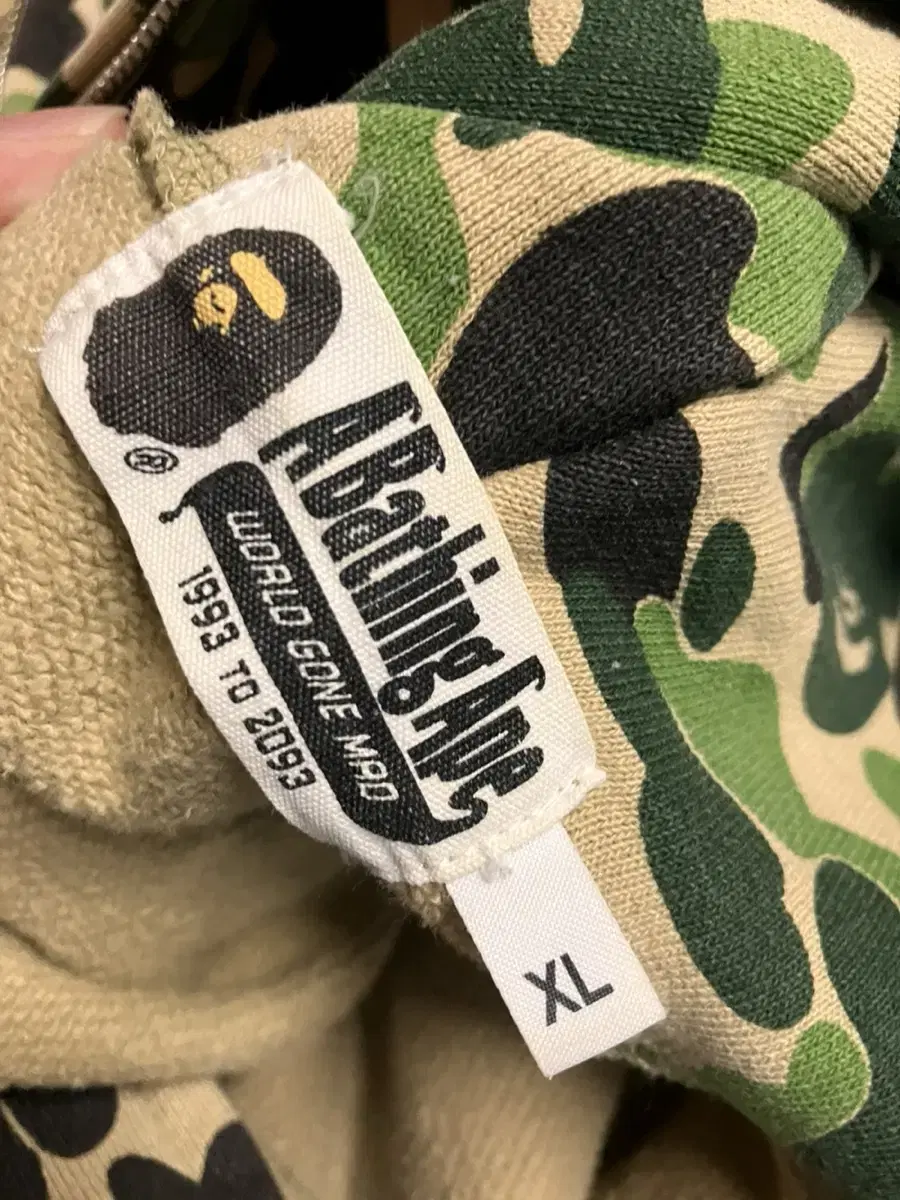 ®
A Bathing Ape
WORLD GONE MAD
1993 TO 2093
XL